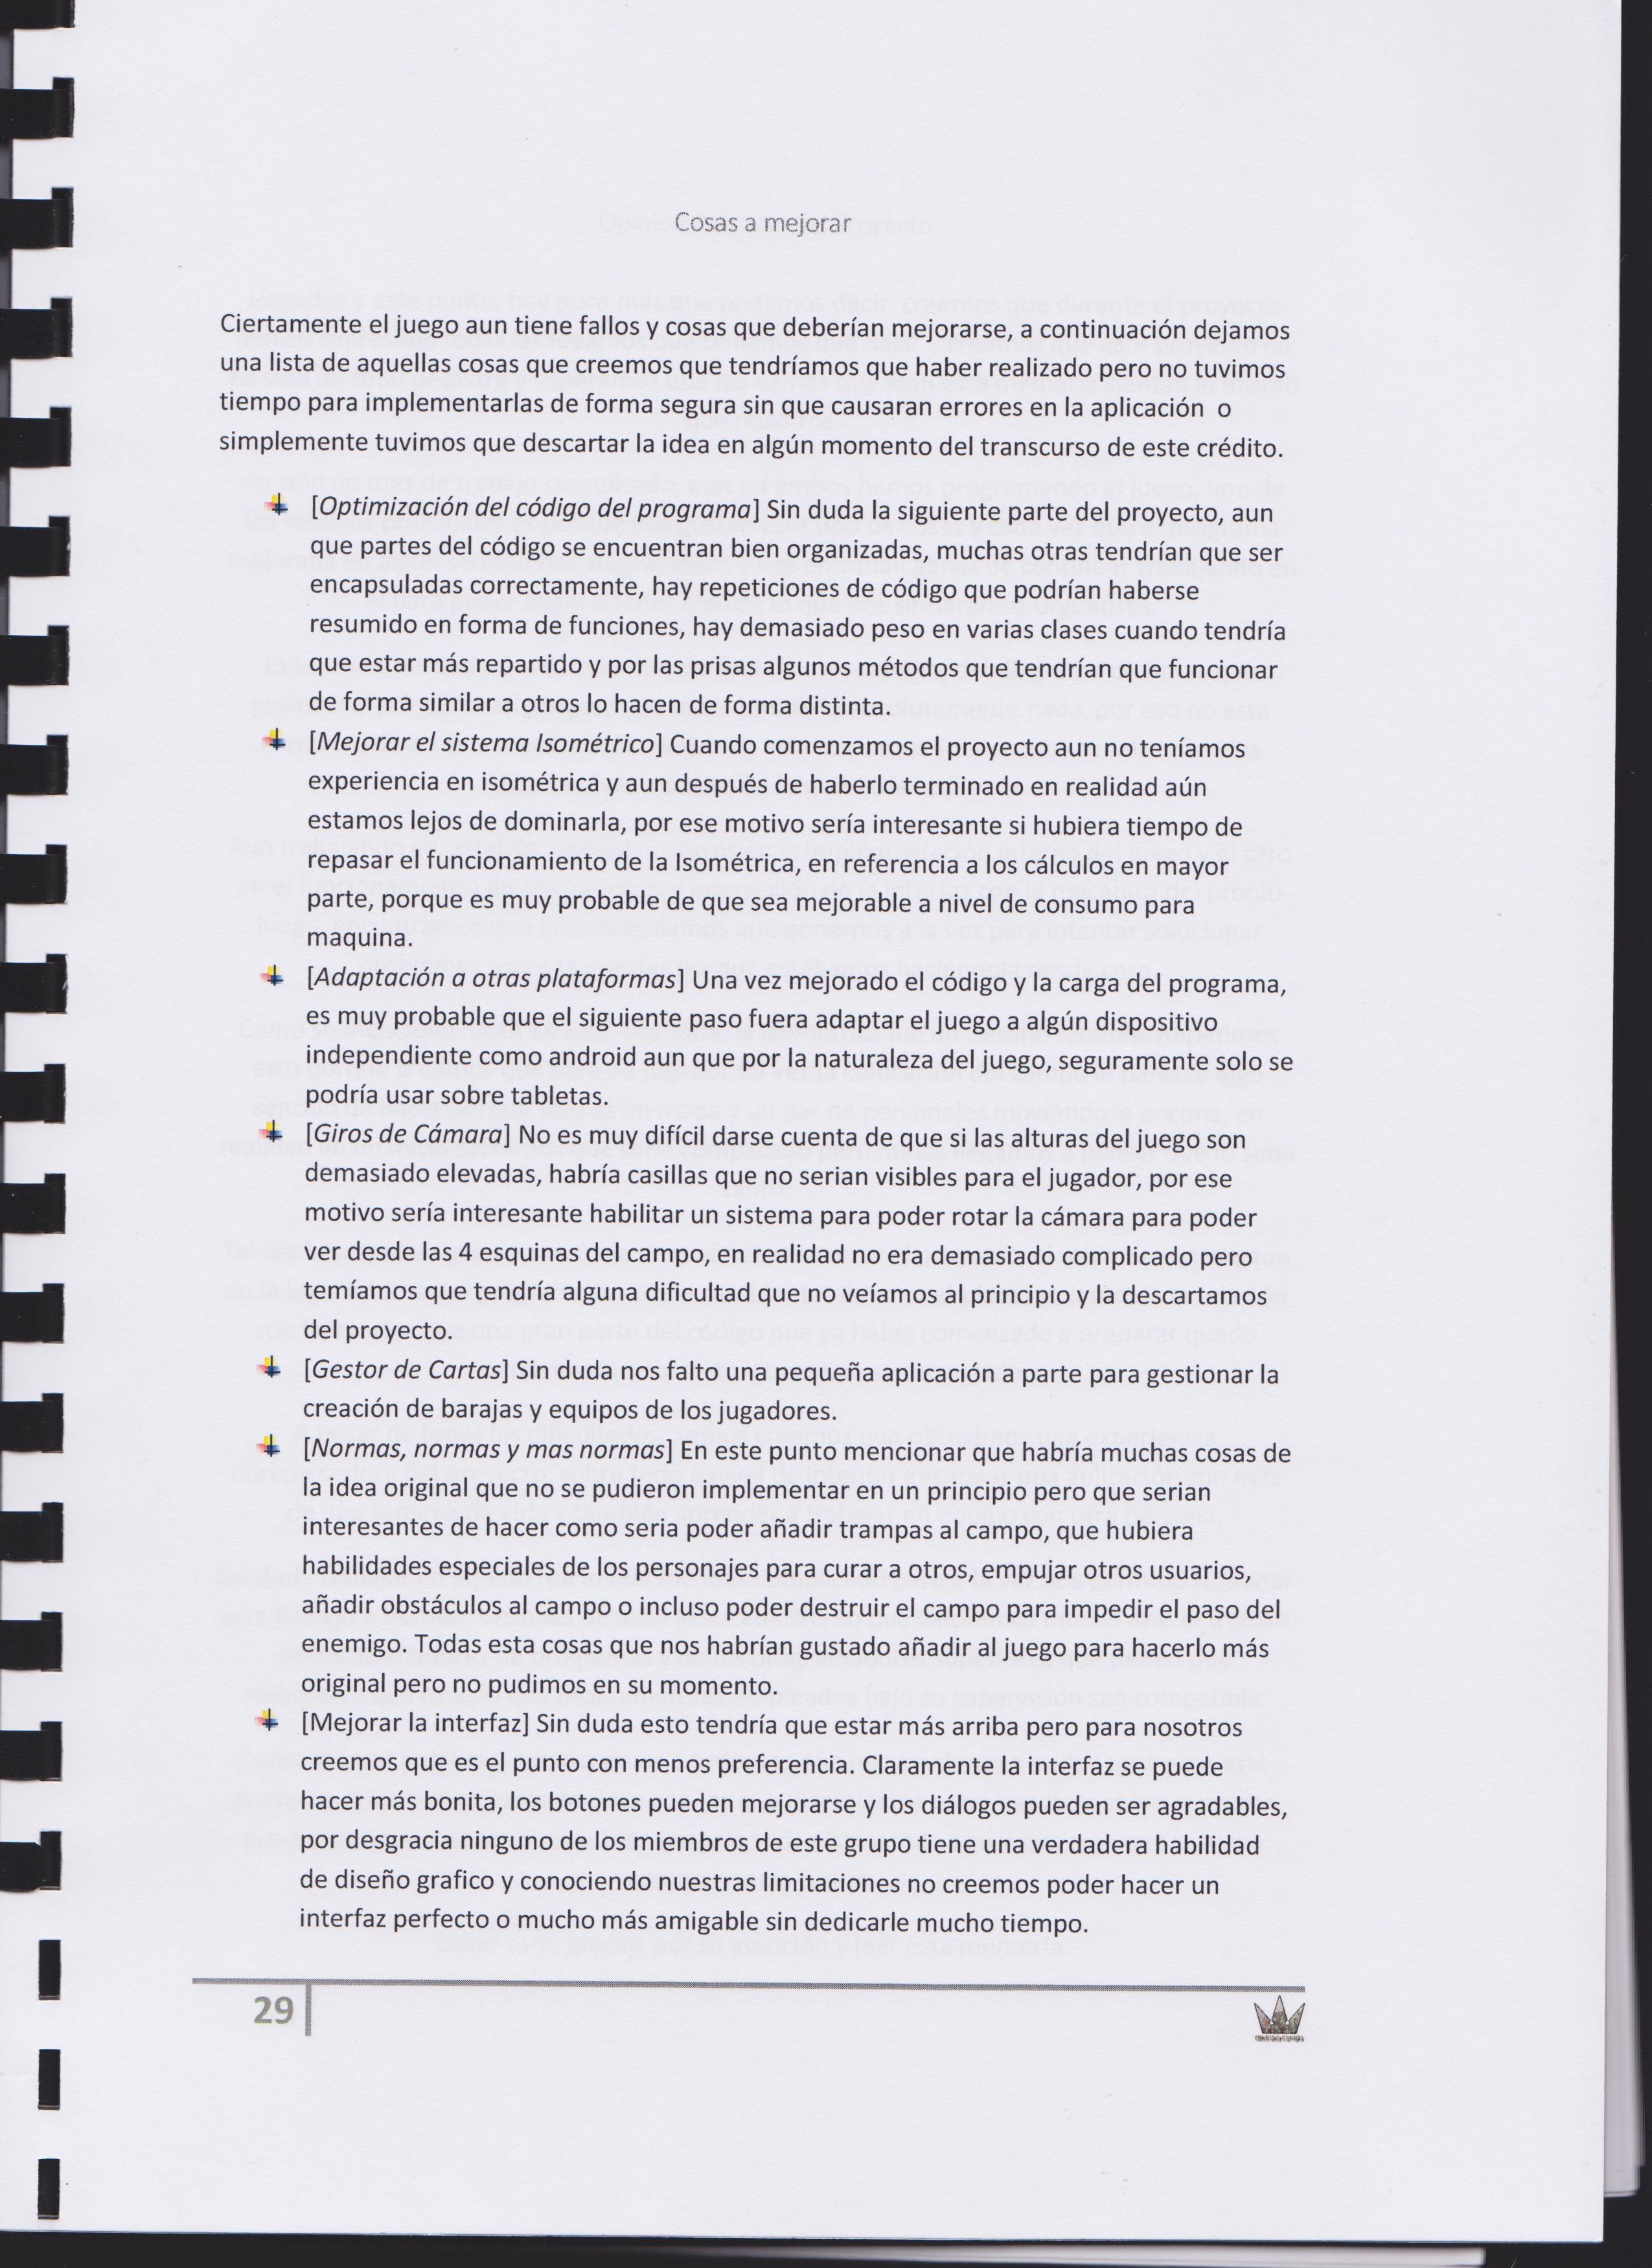 Cosas a mejorar
Ciertamente el juego aun tiene fallos y cosas que deberían mejorarse, a continuación dejamos
una lista de aquellas cosas que creemos que tendríamos que haber realizado pero no tuvimos
tiempo para implementarlas de forma segura sin que causaran errores en la aplicación o
simplemente tuvimos que descartar la idea en algún momento del transcurso de este crédito.
[Optimización del código del programa] Sin duda la siguiente parte del proyecto, aun
que partes del código se encuentran bien organizadas, muchas otras tendrían que ser
encapsuladas correctamente, hay repeticiones de código que podrían haberse
resumido en forma de funciones, hay demasiado peso en varias clases cuando tendría
que estar más repartido y por las prisas algunos métodos que tendrían que funcionar
de forma similar a otros lo hacen de forma distinta.
[Mejorar el sistema Isométrico] Cuando comenzamos el proyecto aun no teníamos
experiencia en isométrica y aun después de haberlo terminado en realidad aún
estamos lejos de dominarla, por ese motivo sería interesante si hubiera tiempo de
repasar el funcionamiento de la Isométrica, en referencia a los cálculos en mayor
parte, porque es muy probable de que sea mejorable a nivel de consumo para
maquina.
[Adaptación a otras plataformas] Una vez mejorado el código y la carga del programa,
es muy probable que el siguiente paso fuera adaptar el juego a algún dispositivo
independiente como android aun que por la naturaleza del juego, seguramente solo se
podría usar sobre tabletas.
[Giros de Cámara] No es muy difícil darse cuenta de que si las alturas del juego son
demasiado elevadas, habría casillas que no serian visibles para el jugador, por ese
motivo sería interesante habilitar un sistema para poder rotar la cámara para poder
ver desde las 4 esquinas del campo, en realidad no era demasiado complicado pero
temíamos que tendría alguna dificultad que no veíamos al principio y la descartamos
del proyecto.
[Gestor de Cartas] Sin duda nos falto una pequeña aplicación a parte para gestionar la
creación de barajas y equipos de los jugadores.
[Normas, normas y mas normas] En este punto mencionar que habría muchas cosas de
la idea original que no se pudieron implementar en un principio pero que serian
interesantes de hacer como seria poder añadir trampas al campo, que hubiera
habilidades especiales de los personajes para curar a otros, empujar otros usuarios,
añadir obstáculos al campo o incluso poder destruir el campo para impedir el paso del
enemigo. Todas esta cosas que nos habrían gustado añadir al juego para hacerlo más
original pero no pudimos en su momento.
[Mejorar la interfaz] Sin duda esto tendría que estar más arriba pero para nosotros
creemos que es el punto con menos preferencia. Claramente la interfaz se puede
hacer más bonita, los botones pueden mejorarse y los diálogos pueden ser agradables,
por desgracia ninguno de los miembros de este grupo tiene una verdadera habilidad
de diseño grafico y conociendo nuestras limitaciones no creemos poder hacer un
interfaz perfecto o mucho más amigable sin dedicarle mucho tiempo.
29